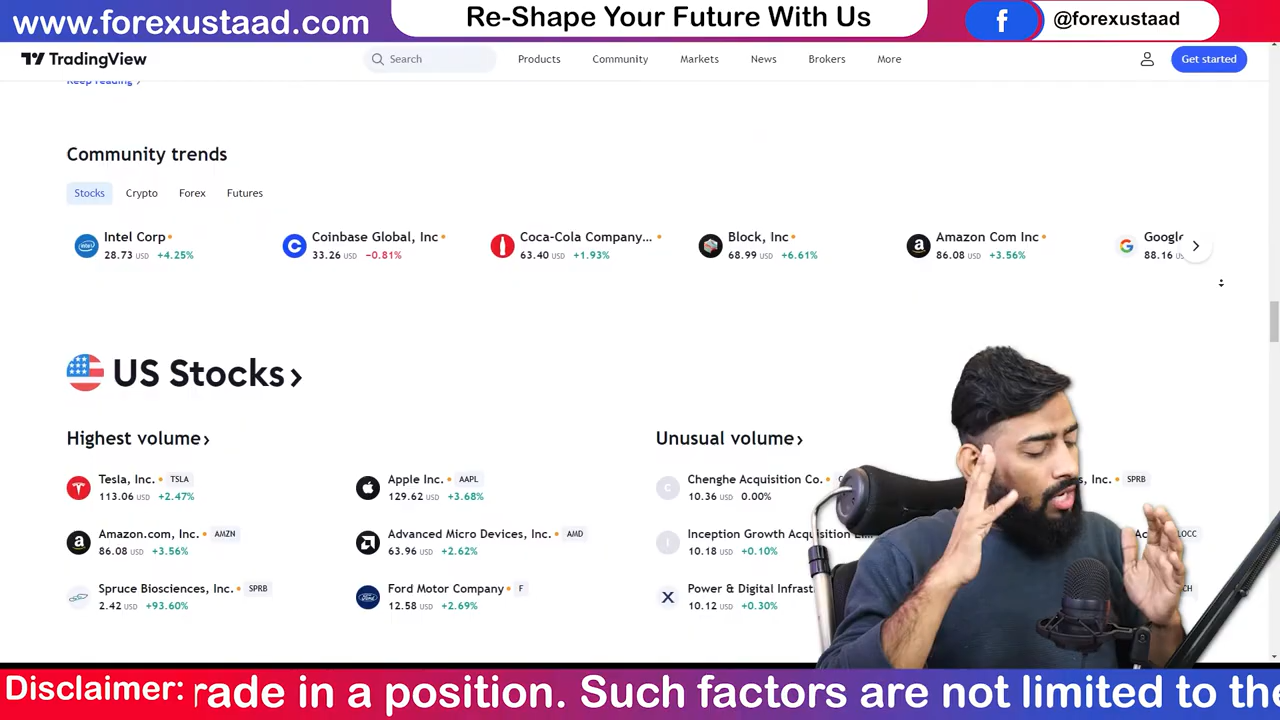 www.forexustaad.com
Re-Shape Your Future With Us
f
@forexustaad
TradingView
Search
Products
Community
Markets
News
Brokers
More
Get started
Keep reading >
Community trends
Stocks
Crypto
Forex
Futures
Intel Corp
28.73 USD +4.25%
Coinbase Global, Inc
33.26 USD −0.81%
Coca-Cola Company...
63.40 USD +1.93%
Block, Inc
68.99 USD +6.61%
Amazon Com Inc
86.08 USD +3.56%
Google
88.16
US Stocks >
Highest volume >
Unusual volume >
Tesla, Inc. TSLA
113.06 USD +2.47%
Apple Inc. AAPL
129.62 USD +3.68%
Chenghe Acquisition Co.
10.36 USD 0.00%
Inc. SPRB
Amazon.com, Inc. AMZN
86.08 USD +3.56%
Advanced Micro Devices, Inc. AMD
63.96 USD +2.62%
Inception Growth Acquisition
10.18 USD +0.10%
Spruce Biosciences, Inc. SPRB
2.42 USD +93.60%
Ford Motor Company F
12.58 USD +2.69%
Power & Digital Infrast
10.12 USD +0.30%
Disclaimer: rade in a position. Such factors are not limited to the